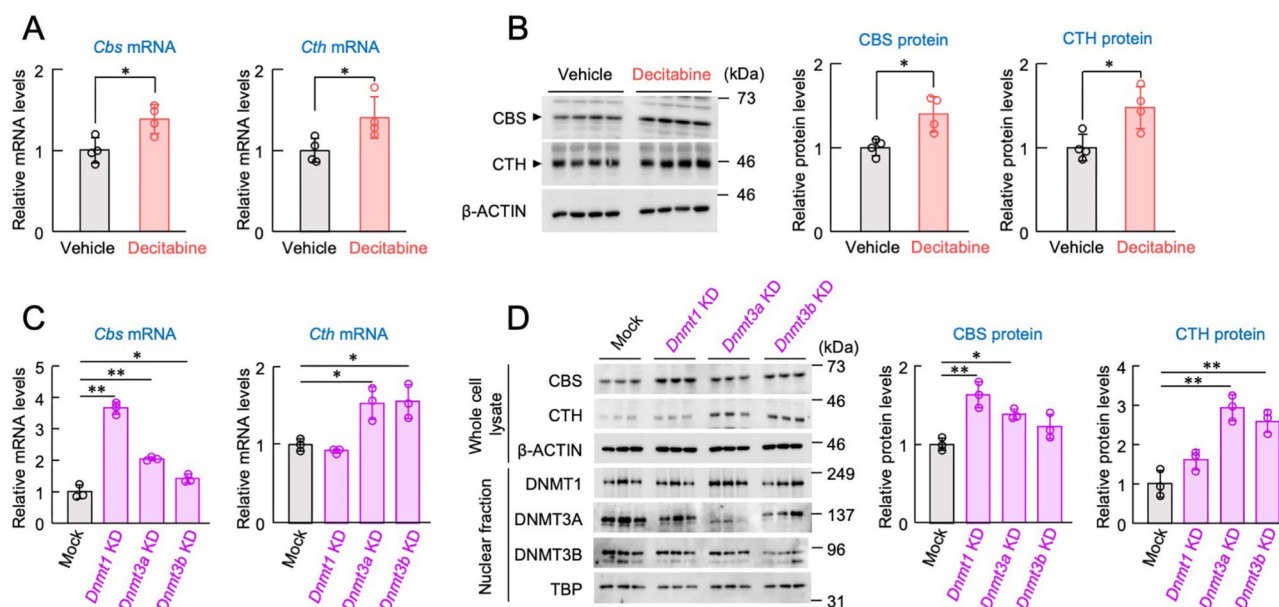 A
Cbs mRNA
Relative mRNA levels
2
1
0
*
Vehicle
Decitabine
Cth mRNA
Relative mRNA levels
2
1
0
*
Vehicle
Decitabine
B
Vehicle
Decitabine
(kDa)
CBS
73
CTH
46
46
β-ACTIN
CBS protein
Relative protein levels
2
1
0
*
Vehicle
Decitabine
CTH protein
Relative protein levels
2
1
0
*
Vehicle
Decitabine
C
Cbs mRNA
Relative mRNA levels
5
4
3
2
1
0
*
**
**
Mock
Dnmt1 KD
Dnmt3a KD
Dnmt3b KD
Cth mRNA
Relative mRNA levels
2
1
0
*
*
Mock
Dnmt1 KD
Dnmt3a KD
Dnmt3b KD
D
Mock
Dnmt1 KD
Dnmt3a KD
Dnmt3b KD
(kDa)
Whole cell
lysate
CBS
73
CTH
46
β-ACTIN
46
Nuclear fraction
DNMT1
249
DNMT3A
137
DNMT3B
96
TBP
31
CBS protein
Relative protein levels
2
1
0
*
**
Mock
Dnmt1 KD
Dnmt3a KD
Dnmt3b KD
CTH protein
Relative protein levels
4
3
2
1
0
**
**
Mock
Dnmt1 KD
Dnmt3a KD
Dnmt3b KD